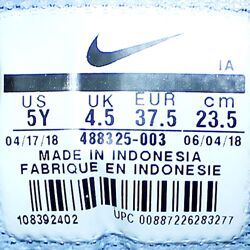 IA
US UK EUR cm
5Y 4.5 37.5 23.5
04/17/18 488325-003 06/04/18
MADE IN INDONESIA
FABRIQUE EN INDONESIE
108392402 UPC 00887226283277